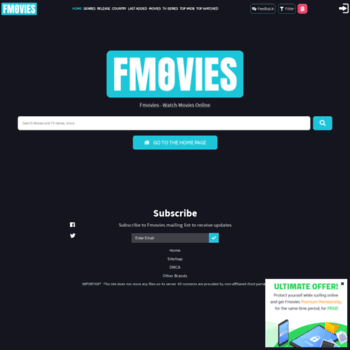 FMOVIES
HOME GENRES RELEASE COUNTRY LAST ADDED MOVIES TV-SERIES TOP IMDB TOP WATCHED
Feedback
Filter
FMOVIES
Fmovies - Watch Movies Online
Search Movies and TV Series, Actors
GO TO THE HOME PAGE
Subscribe
Subscribe to Fmovies mailing list to receive updates
Enter Email
Home
Sitemap
DMCA
Other Brands
IMPORTANT: This site does not store any files on its server. All contents are provided by non-affiliated third
ULTIMATE OFFER!
Protect yourself while surfing online
and get Fmovies Premium Membership
for the same time period, for FREE!